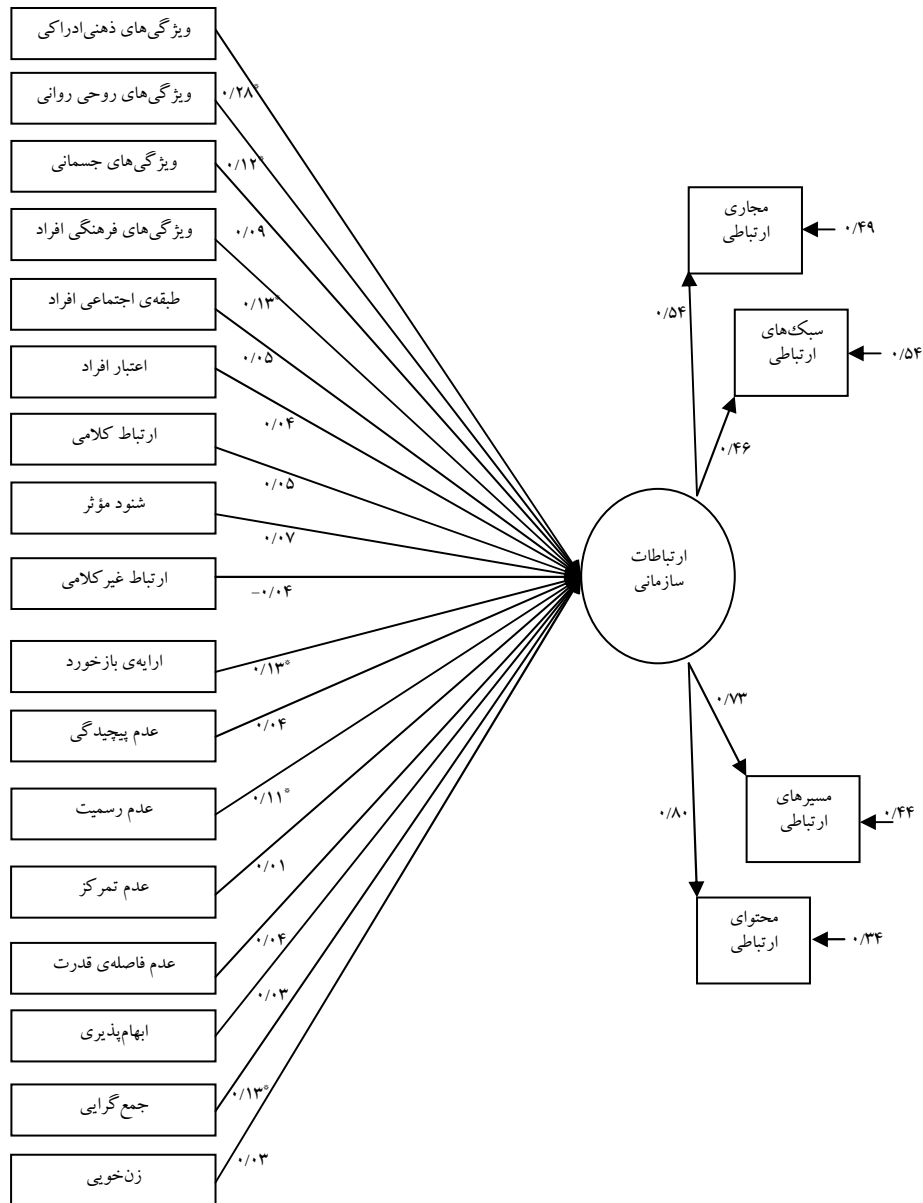 ویژگی‌های ذهنی‌ادراکی
۰/۲۸*
ویژگی‌های روحی روانی
۰/۱۲*
ویژگی‌های جسمانی
۰/۰۹
ویژگی‌های فرهنگی افراد
۰/۱۳*
طبقه‌ی اجتماعی افراد
۰/۰۵
اعتبار افراد
۰/۰۴
ارتباط کلامی
۰/۰۵
شنود مؤثر
۰/۰۷
ارتباط غیرکلامی
-۰/۰۴
ارایه‌ی بازخورد
۰/۱۳*
عدم پیچیدگی
۰/۰۴
عدم رسمیت
۰/۱۱*
عدم تمرکز
۰/۰۱
عدم فاصله‌ی قدرت
۰/۰۴
ابهام‌پذیری
۰/۰۳
جمع‌گرایی
۰/۱۳*
زن‌خویی
۰/۰۳
ارتباطات
سازمانی
مجاری
ارتباطی
۰/۴۹
۰/۵۴
سبک‌های
ارتباطی
۰/۵۴
۰/۴۶
۰/۷۳
مسیرهای
ارتباطی
۰/۴۴
۰/۸۰
محتوای
ارتباطی
۰/۳۴